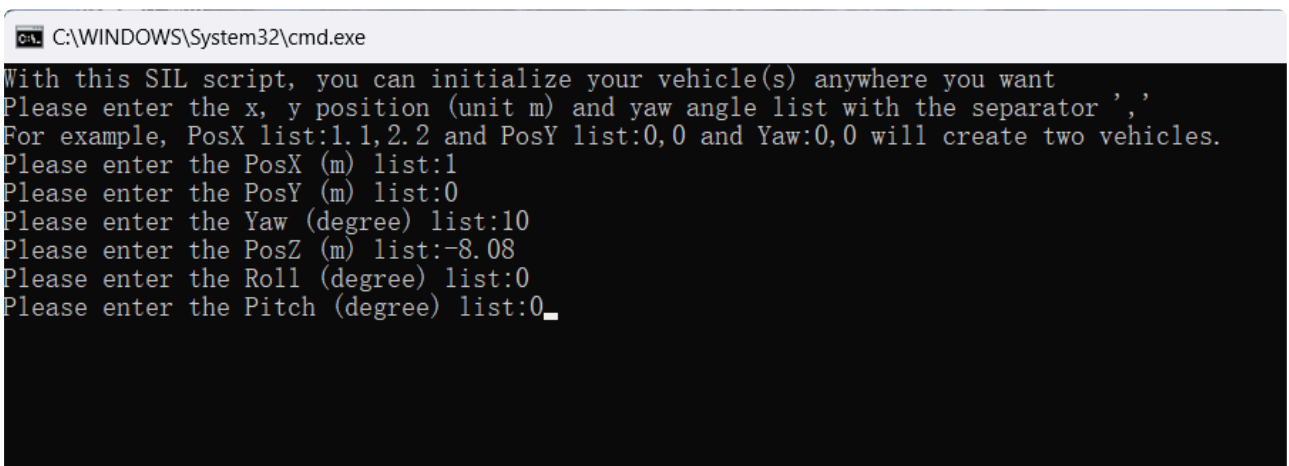 C:\WINDOWS\System32\cmd.exe
With this SIL script, you can initialize your vehicle(s) anywhere you want
Please enter the x, y position (unit m) and yaw angle list with the separator ','
For example, PosX list:1.1,2.2 and PosY list:0,0 and Yaw:0,0 will create two vehicles.
Please enter the PosX (m) list:1
Please enter the PosY (m) list:0
Please enter the Yaw (degree) list:10
Please enter the PosZ (m) list:-8.08
Please enter the Roll (degree) list:0
Please enter the Pitch (degree) list:0